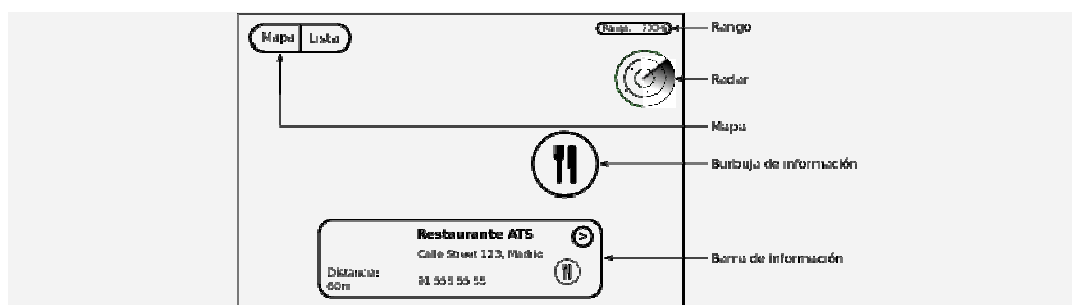 Mapa Lista
Rango
Radar
Mapa
Burbuja de información
Restaurante ATS
Calle Street 123, Madrid
Distancia:
60m
91 555 55 55
Barra de información